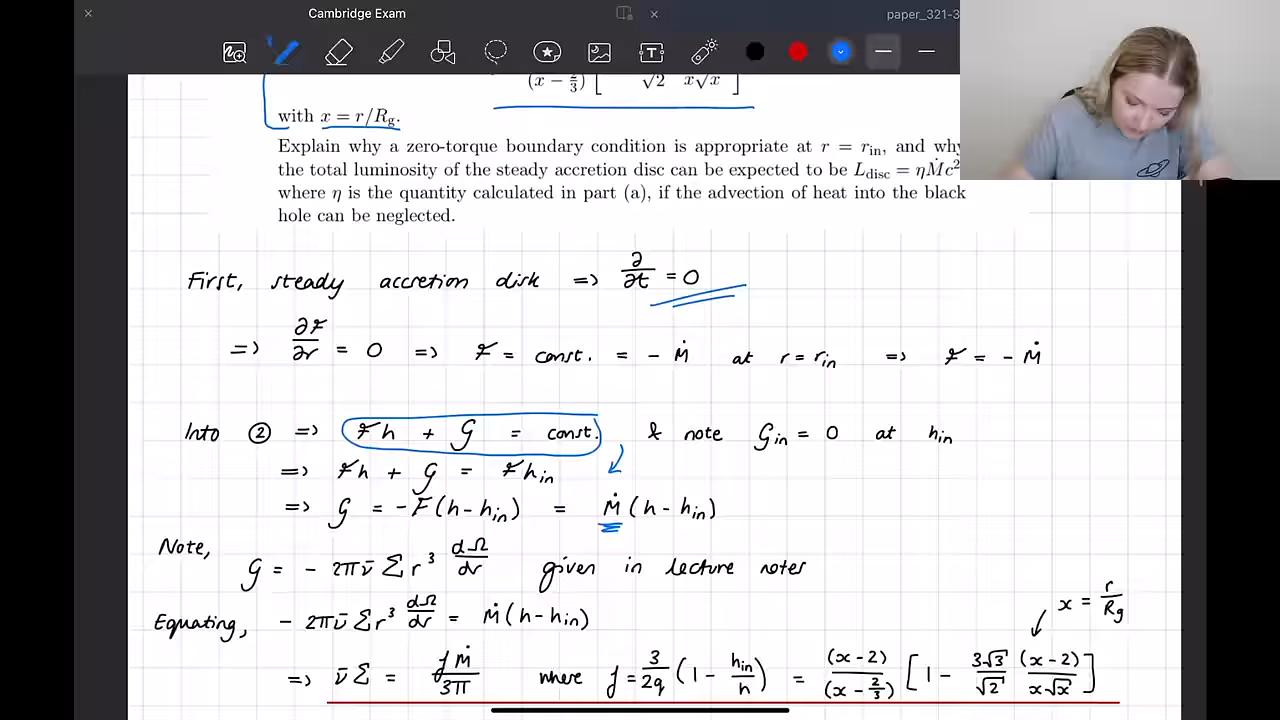 Cambridge Exam
paper_321-3
(x − 2/3) [ √2 x√x ]
with x = r/R_g.
Explain why a zero-torque boundary condition is appropriate at r = r_in, and why
the total luminosity of the steady accretion disc can be expected to be L_disc = ηṀc²
where η is the quantity calculated in part (a), if the advection of heat into the black
hole can be neglected.
First, steady accretion disk => ∂/∂t = 0
=> ∂F/∂r = 0 => F = const. = − Ṁ at r = r_in => F = − Ṁ
Into ② => Fh + G = const. & note G_in = 0 at h_in
=> Fh + G = Fh_in
=> G = −F(h − h_in) = Ṁ(h − h_in)
Note,
G = − 2πν̄Σr³ dΩ/dr given in lecture notes
x = r/R_g
Equating, − 2πν̄Σr³ dΩ/dr = Ṁ(h − h_in)
=> ν̄Σ = fṀ/3π where f = 3/2q (1 − h_in/h) = (x−2)/(x−2/3) [1 − 3√3/√2 (x−2)/x√x]